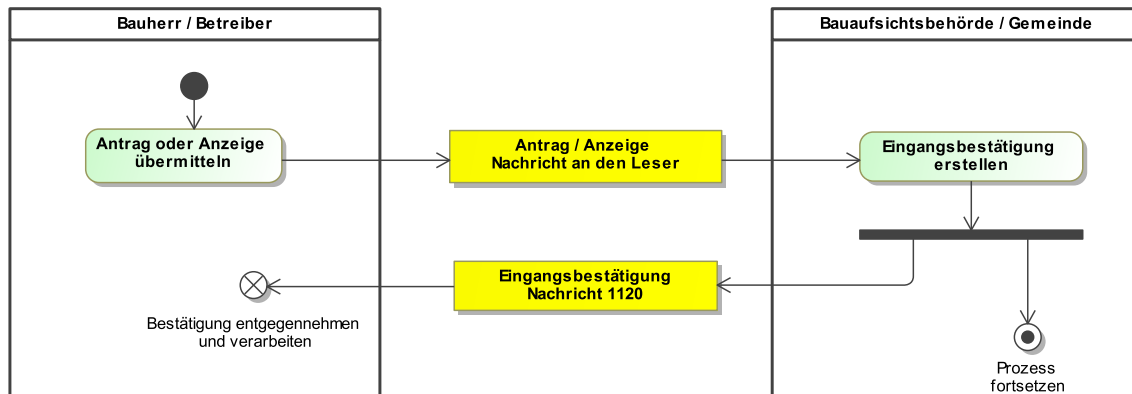 Bauherr / Betreiber
Bauaufsichtsbehörde / Gemeinde
Antrag oder Anzeige
übermitteln
Antrag / Anzeige
Nachricht an den Leser
Eingangsbestätigung
erstellen
Eingangsbestätigung
Nachricht 1120
Bestätigung entgegennehmen
und verarbeiten
Prozess
fortsetzen